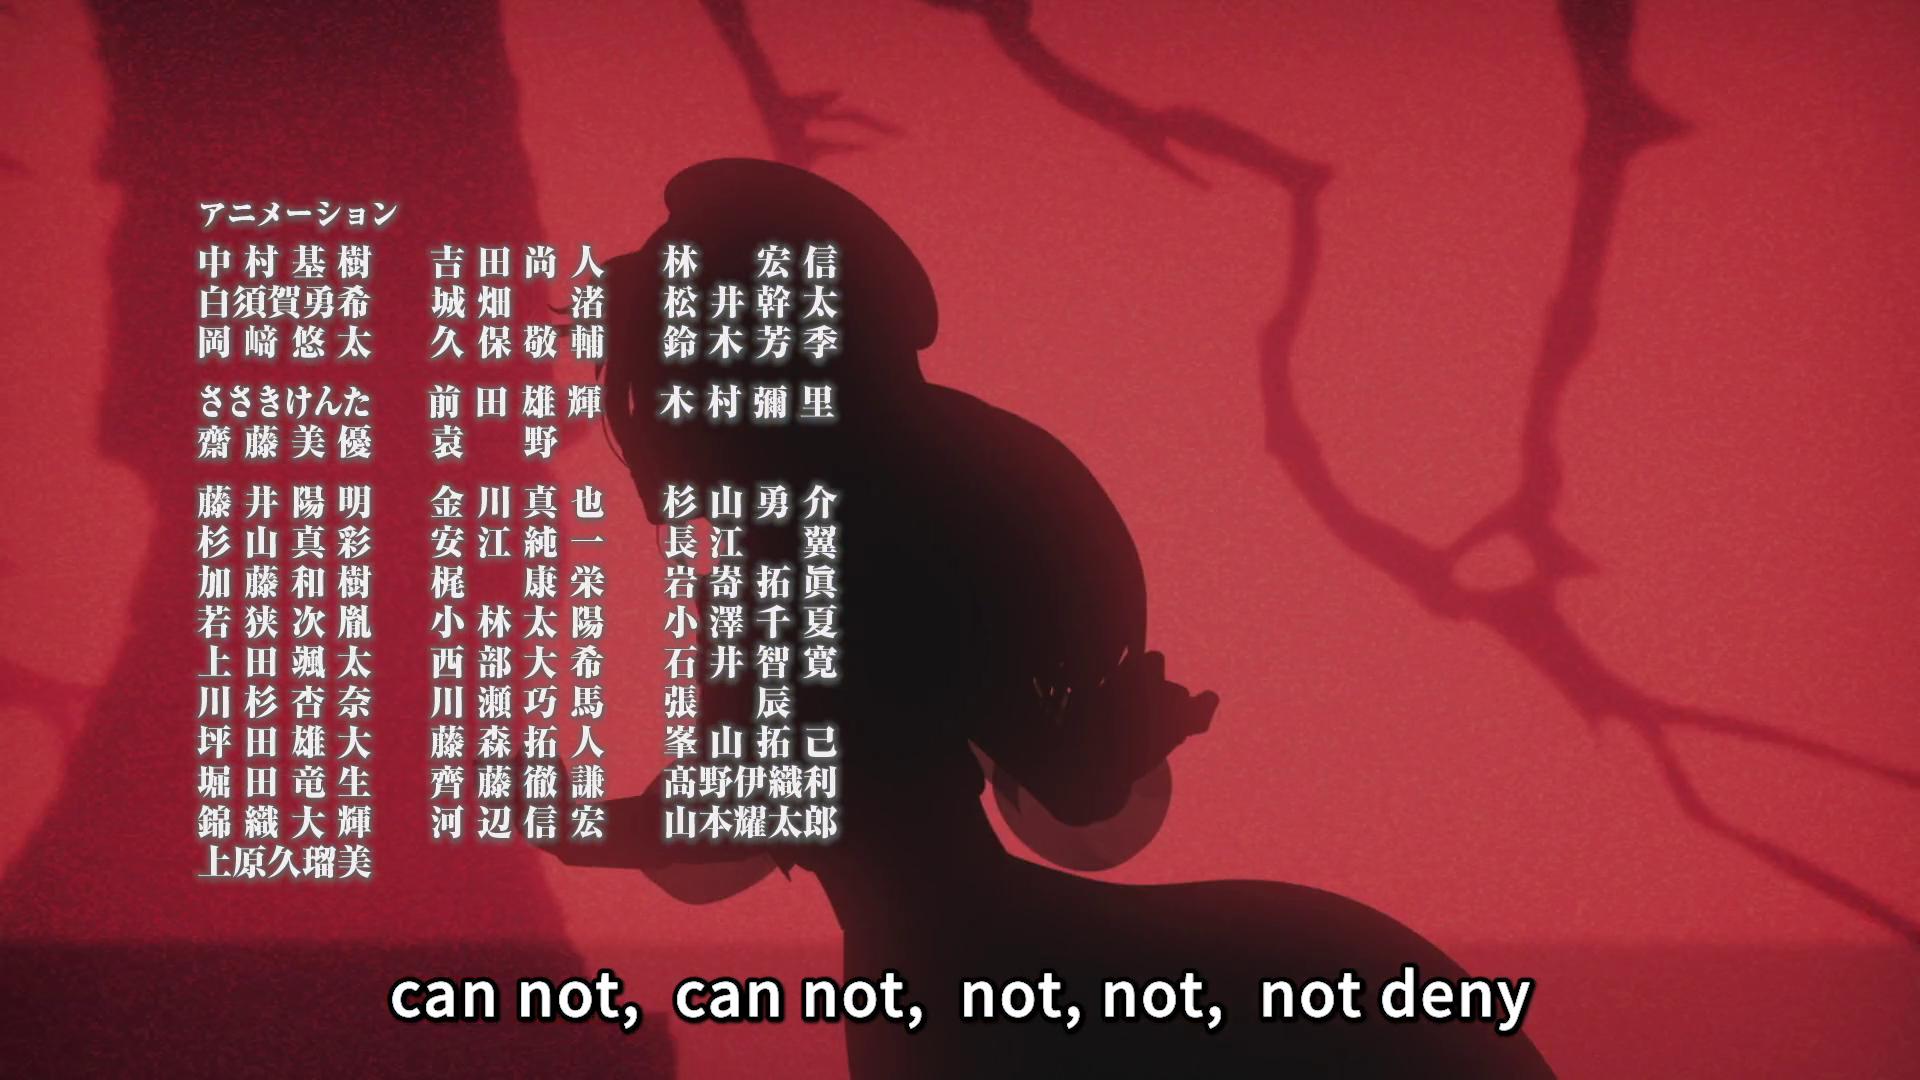 アニメーション
中村基樹 吉田尚人 林宏信
白須賀勇希 城畑渚 松井幹太
岡﨑悠太 久保敬輔 鈴木芳季
ささきけんた 前田雄輝 木村彌里
齋藤美優 袁野
藤井陽明 金川真也 杉山勇介
杉山真彩 安江純一 長江翼
加藤和樹 梶康栄 岩嵜拓眞
若狭次胤 小林太陽 小澤千夏
上田颯太 西部大希 石井智寛
川杉杏奈 川瀬巧馬 張辰
坪田雄大 藤森拓人 峯山拓己
堀田竜生 齊藤徹謙 髙野伊織利
錦織大輝 河辺信宏 山本耀太郎
上原久瑠美
can not, can not, not, not, not deny